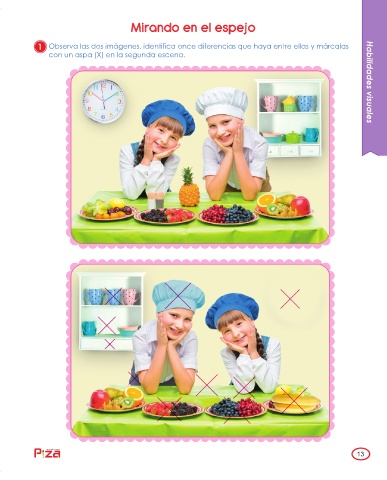 Mirando en el espejo
1 Observa las dos imágenes, identifica once diferencias que haya entre ellas y márcalas
con un aspa (X) en la segunda escena.
Habilidades visuales
Piza
13